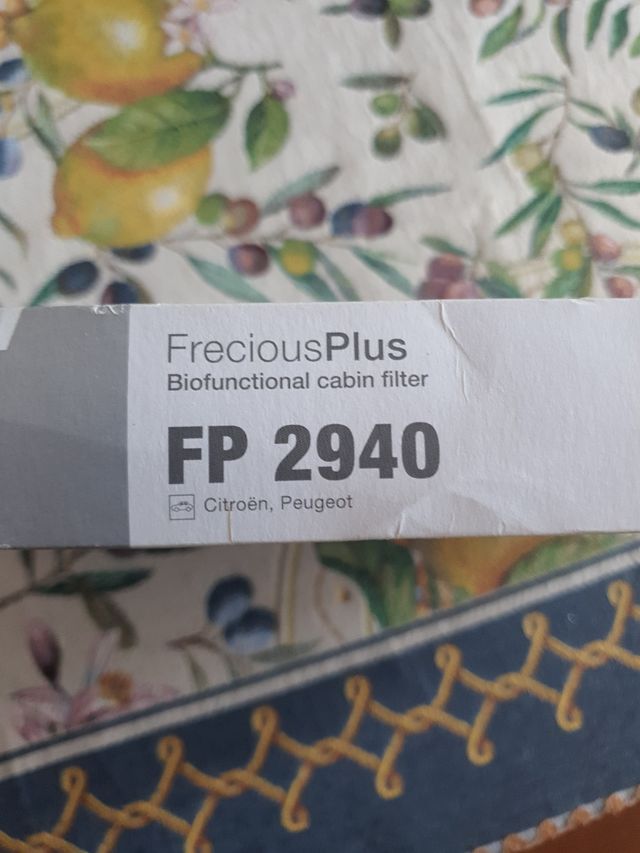 FreciousPlus
Biofunctional cabin filter
FP 2940
Citroën, Peugeot